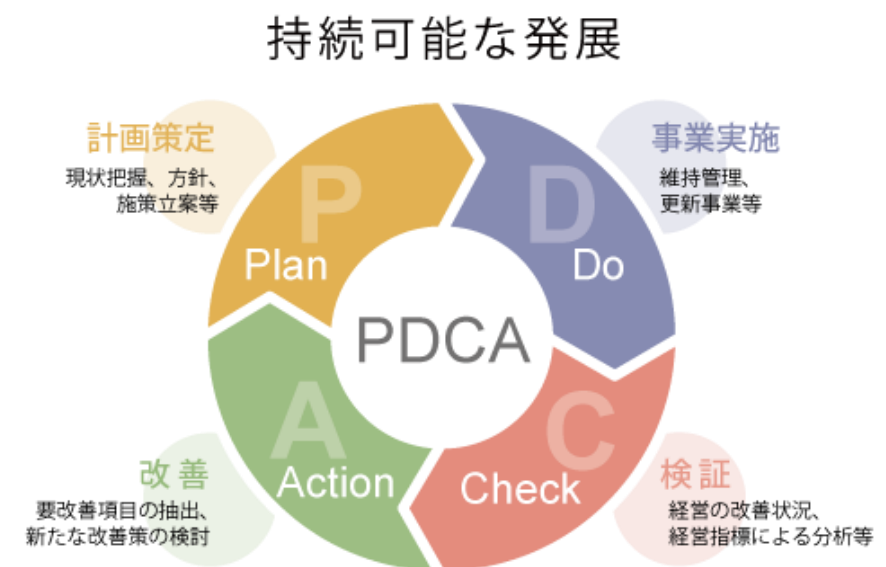 持続可能な発展
計画策定
現状把握、方針、
施策立案等
事業実施
維持管理、
更新事業等
P
Plan
D
Do
PDCA
A
Action
C
Check
改善
要改善項目の抽出、
新たな改善策の検討
検証
経営の改善状況、
経営指標による分析等